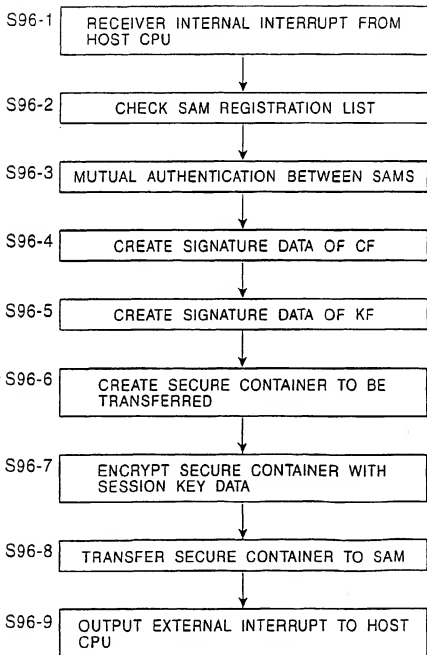 S96-1
RECEIVER INTERNAL INTERRUPT FROM
HOST CPU
S96-2
CHECK SAM REGISTRATION LIST
S96-3
MUTUAL AUTHENTICATION BETWEEN SAMS
S96-4
CREATE SIGNATURE DATA OF CF
S96-5
CREATE SIGNATURE DATA OF KF
S96-6
CREATE SECURE CONTAINER TO BE
TRANSFERRED
S96-7
ENCRYPT SECURE CONTAINER WITH
SESSION KEY DATA
S96-8
TRANSFER SECURE CONTAINER TO SAM
S96-9
OUTPUT EXTERNAL INTERRUPT TO HOST
CPU